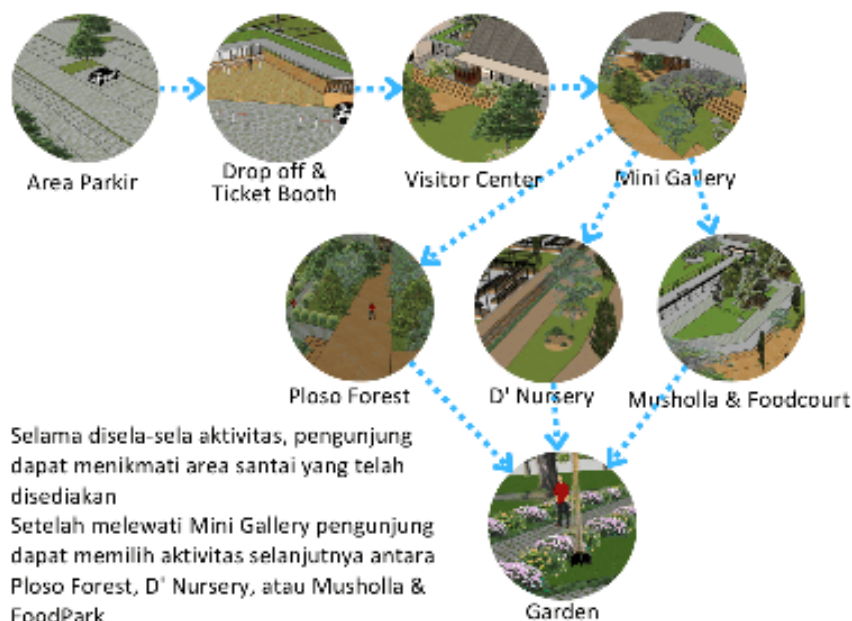 Area Parkir
Drop off &
Ticket Booth
Visitor Center
Mini Gallery
Ploso Forest
D' Nursery
Musholla & Foodcourt
Selama disela-sela aktivitas, pengunjung
dapat menikmati area santai yang telah
disediakan
Setelah melewati Mini Gallery pengunjung
dapat memilih aktivitas selanjutnya antara
Ploso Forest, D' Nursery, atau Musholla &
FoodPark
Garden